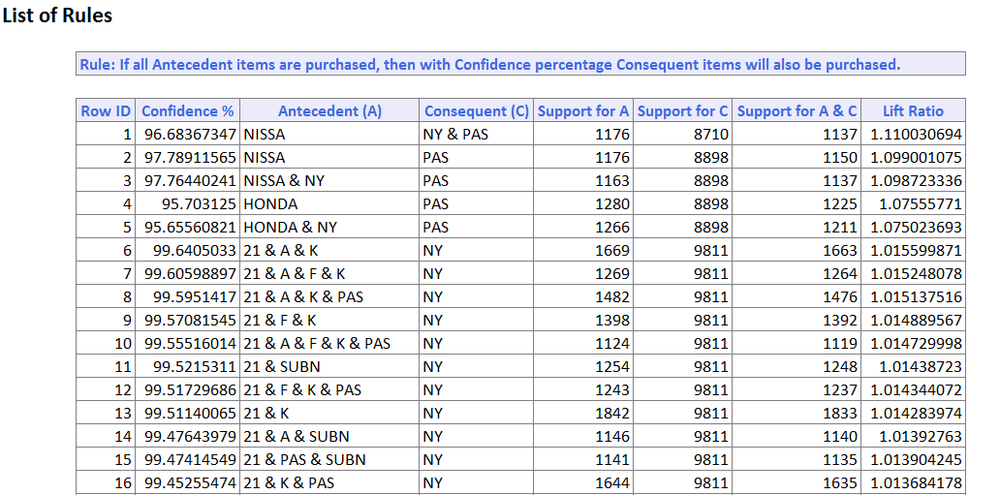 List of Rules
Rule: If all Antecedent items are purchased, then with Confidence percentage Consequent items will also be purchased.
Row ID Confidence % Antecedent (A) Consequent (C) Support for A Support for C Support for A & C Lift Ratio
1 96.68367347 NISSA NY & PAS 1176 8710 1137 1.110030694
2 97.78911565 NISSA PAS 1176 8898 1150 1.099001075
3 97.76440241 NISSA & NY PAS 1163 8898 1137 1.098723336
4 95.703125 HONDA PAS 1280 8898 1225 1.07555771
5 95.65560821 HONDA & NY PAS 1266 8898 1211 1.075023693
6 99.6405033 21 & A & K NY 1669 9811 1663 1.015599871
7 99.60598897 21 & A & F & K NY 1269 9811 1264 1.015248078
8 99.5951417 21 & A & K & PAS NY 1482 9811 1476 1.015137516
9 99.57081545 21 & F & K NY 1398 9811 1392 1.014889567
10 99.55516014 21 & A & F & K & PAS NY 1124 9811 1119 1.014729998
11 99.5215311 21 & SUBN NY 1254 9811 1248 1.01438723
12 99.51729686 21 & F & K & PAS NY 1243 9811 1237 1.014344072
13 99.51140065 21 & K NY 1842 9811 1833 1.014283974
14 99.47643979 21 & A & SUBN NY 1146 9811 1140 1.01392763
15 99.47414549 21 & PAS & SUBN NY 1141 9811 1135 1.013904245
16 99.45255474 21 & K & PAS NY 1644 9811 1635 1.013684178